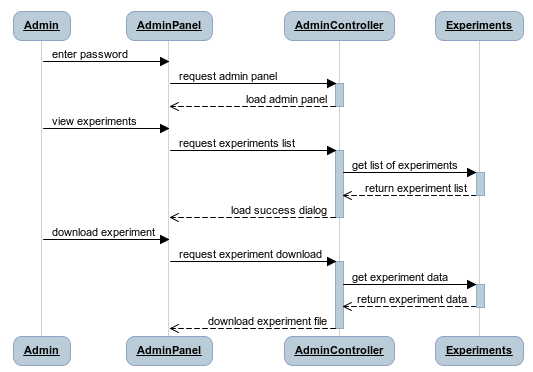 Admin AdminPanel AdminController Experiments
enter password
request admin panel
load admin panel
view experiments
request experiments list
get list of experiments
return experiment list
load success dialog
download experiment
request experiment download
get experiment data
return experiment data
download experiment file
Admin AdminPanel AdminController Experiments